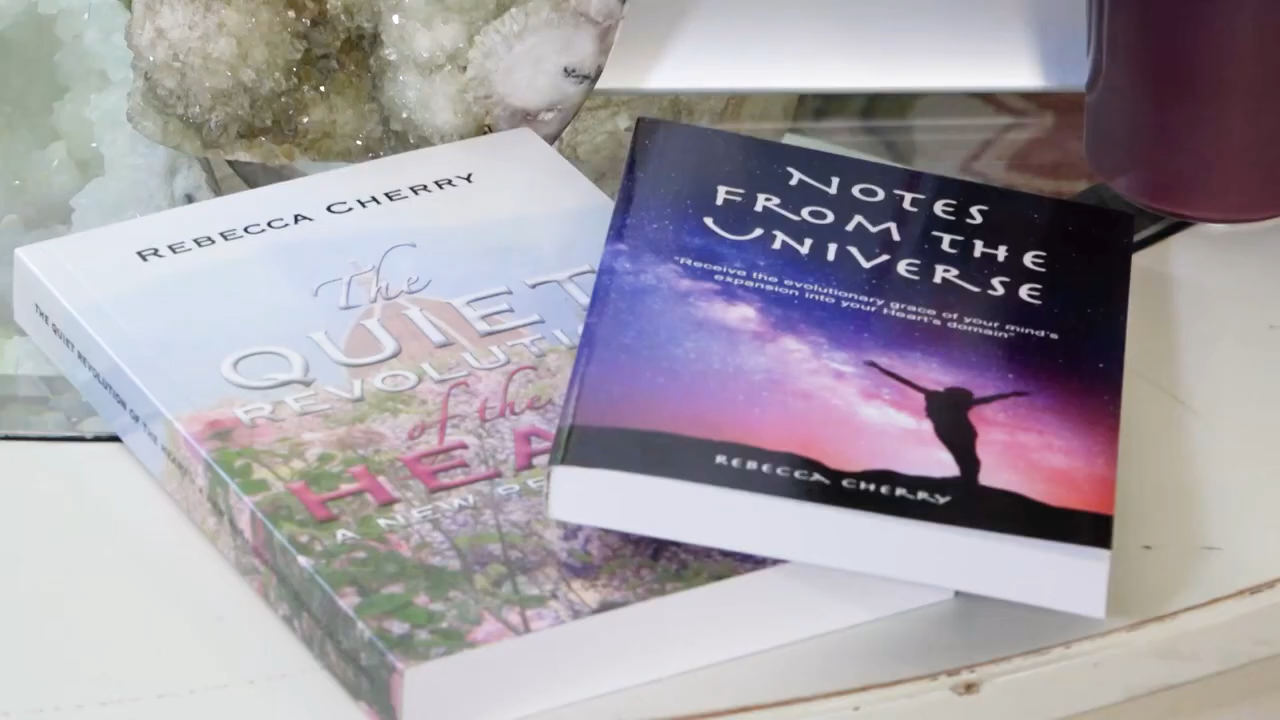 REBECCA CHERRY
The
QUIET
REVOLUTI
of the
HEA
A NEW
THE QUIET REVOLUTION OF THE HEART
NOTES
FROM THE
UNIVERSE
"Receive the evolutionary grace of your mind's
expansion into your Heart's domain"
REBECCA CHERRY